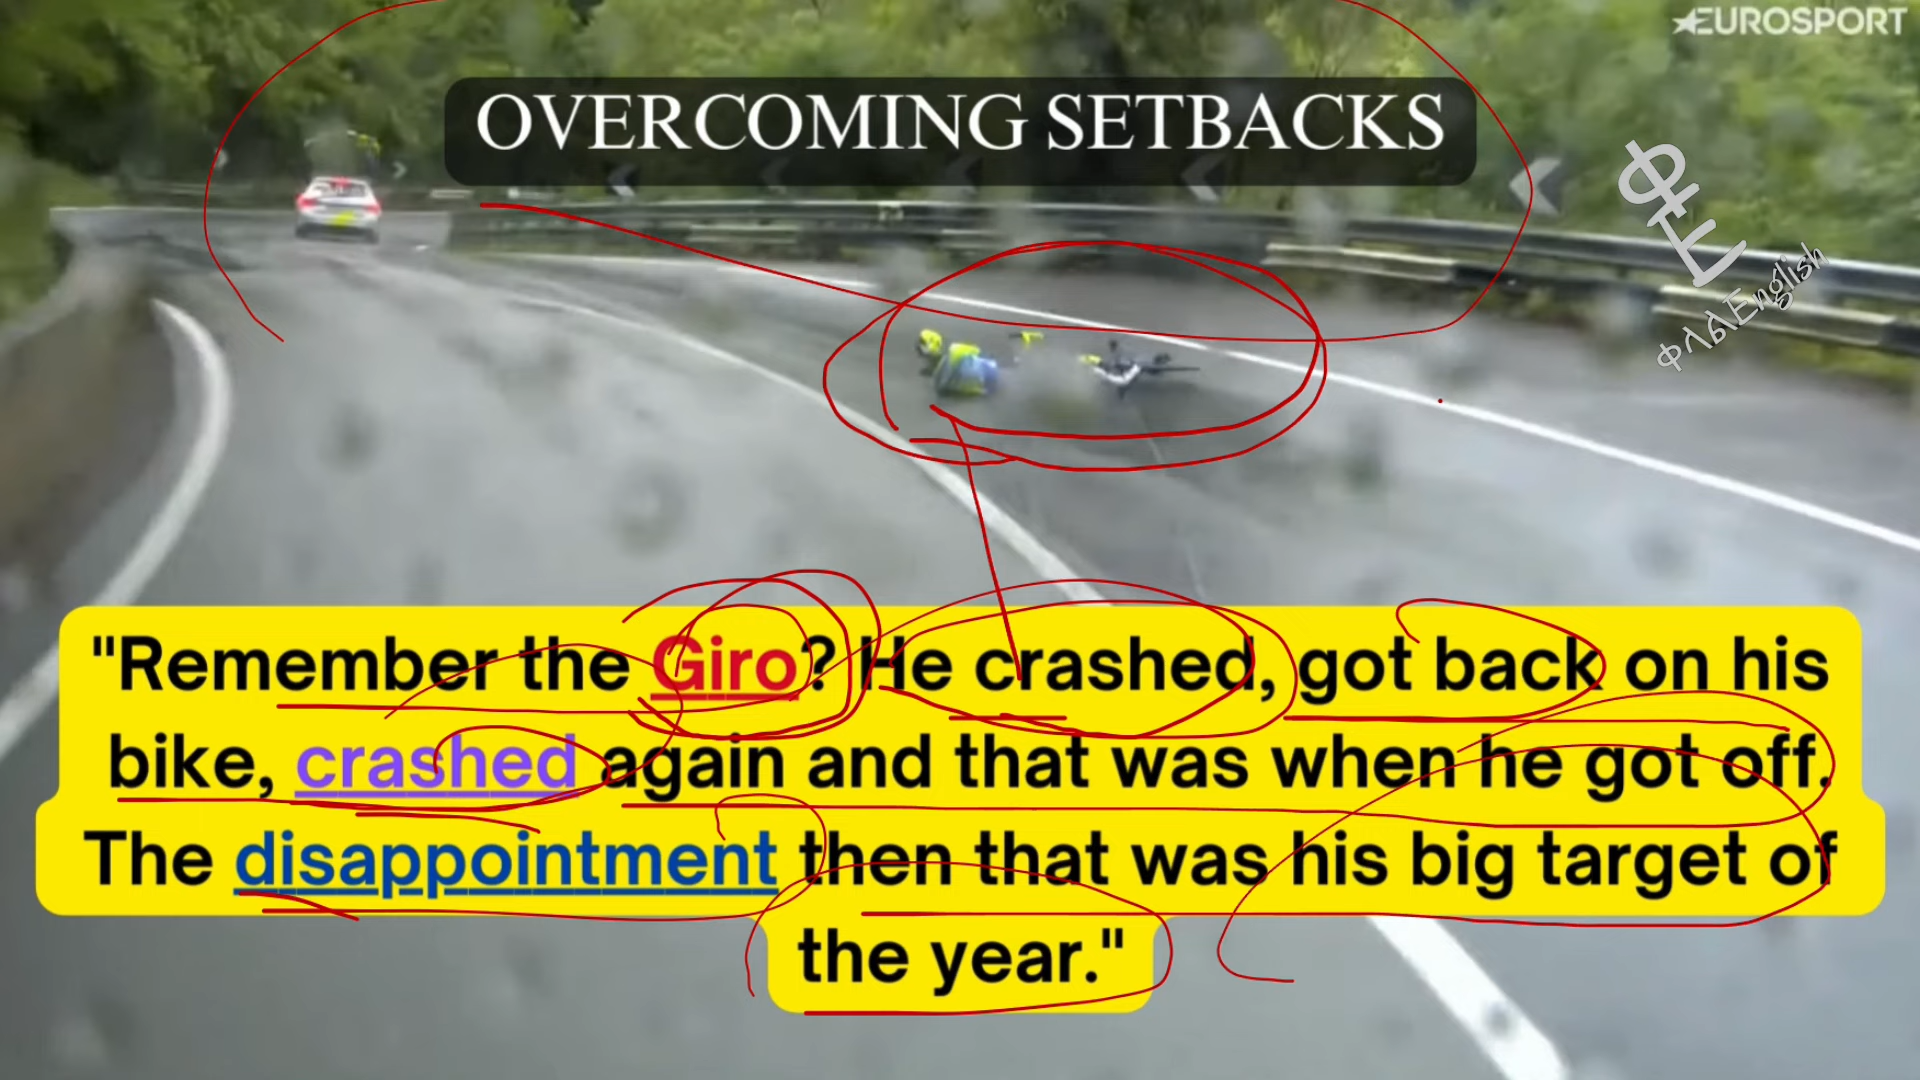 EUROSPORT
OVERCOMING SETBACKS
ቀልልEnglish
"Remember the Giro? He crashed, got back on his
bike, crashed again and that was when he got off.
The disappointment then that was his big target of
the year."